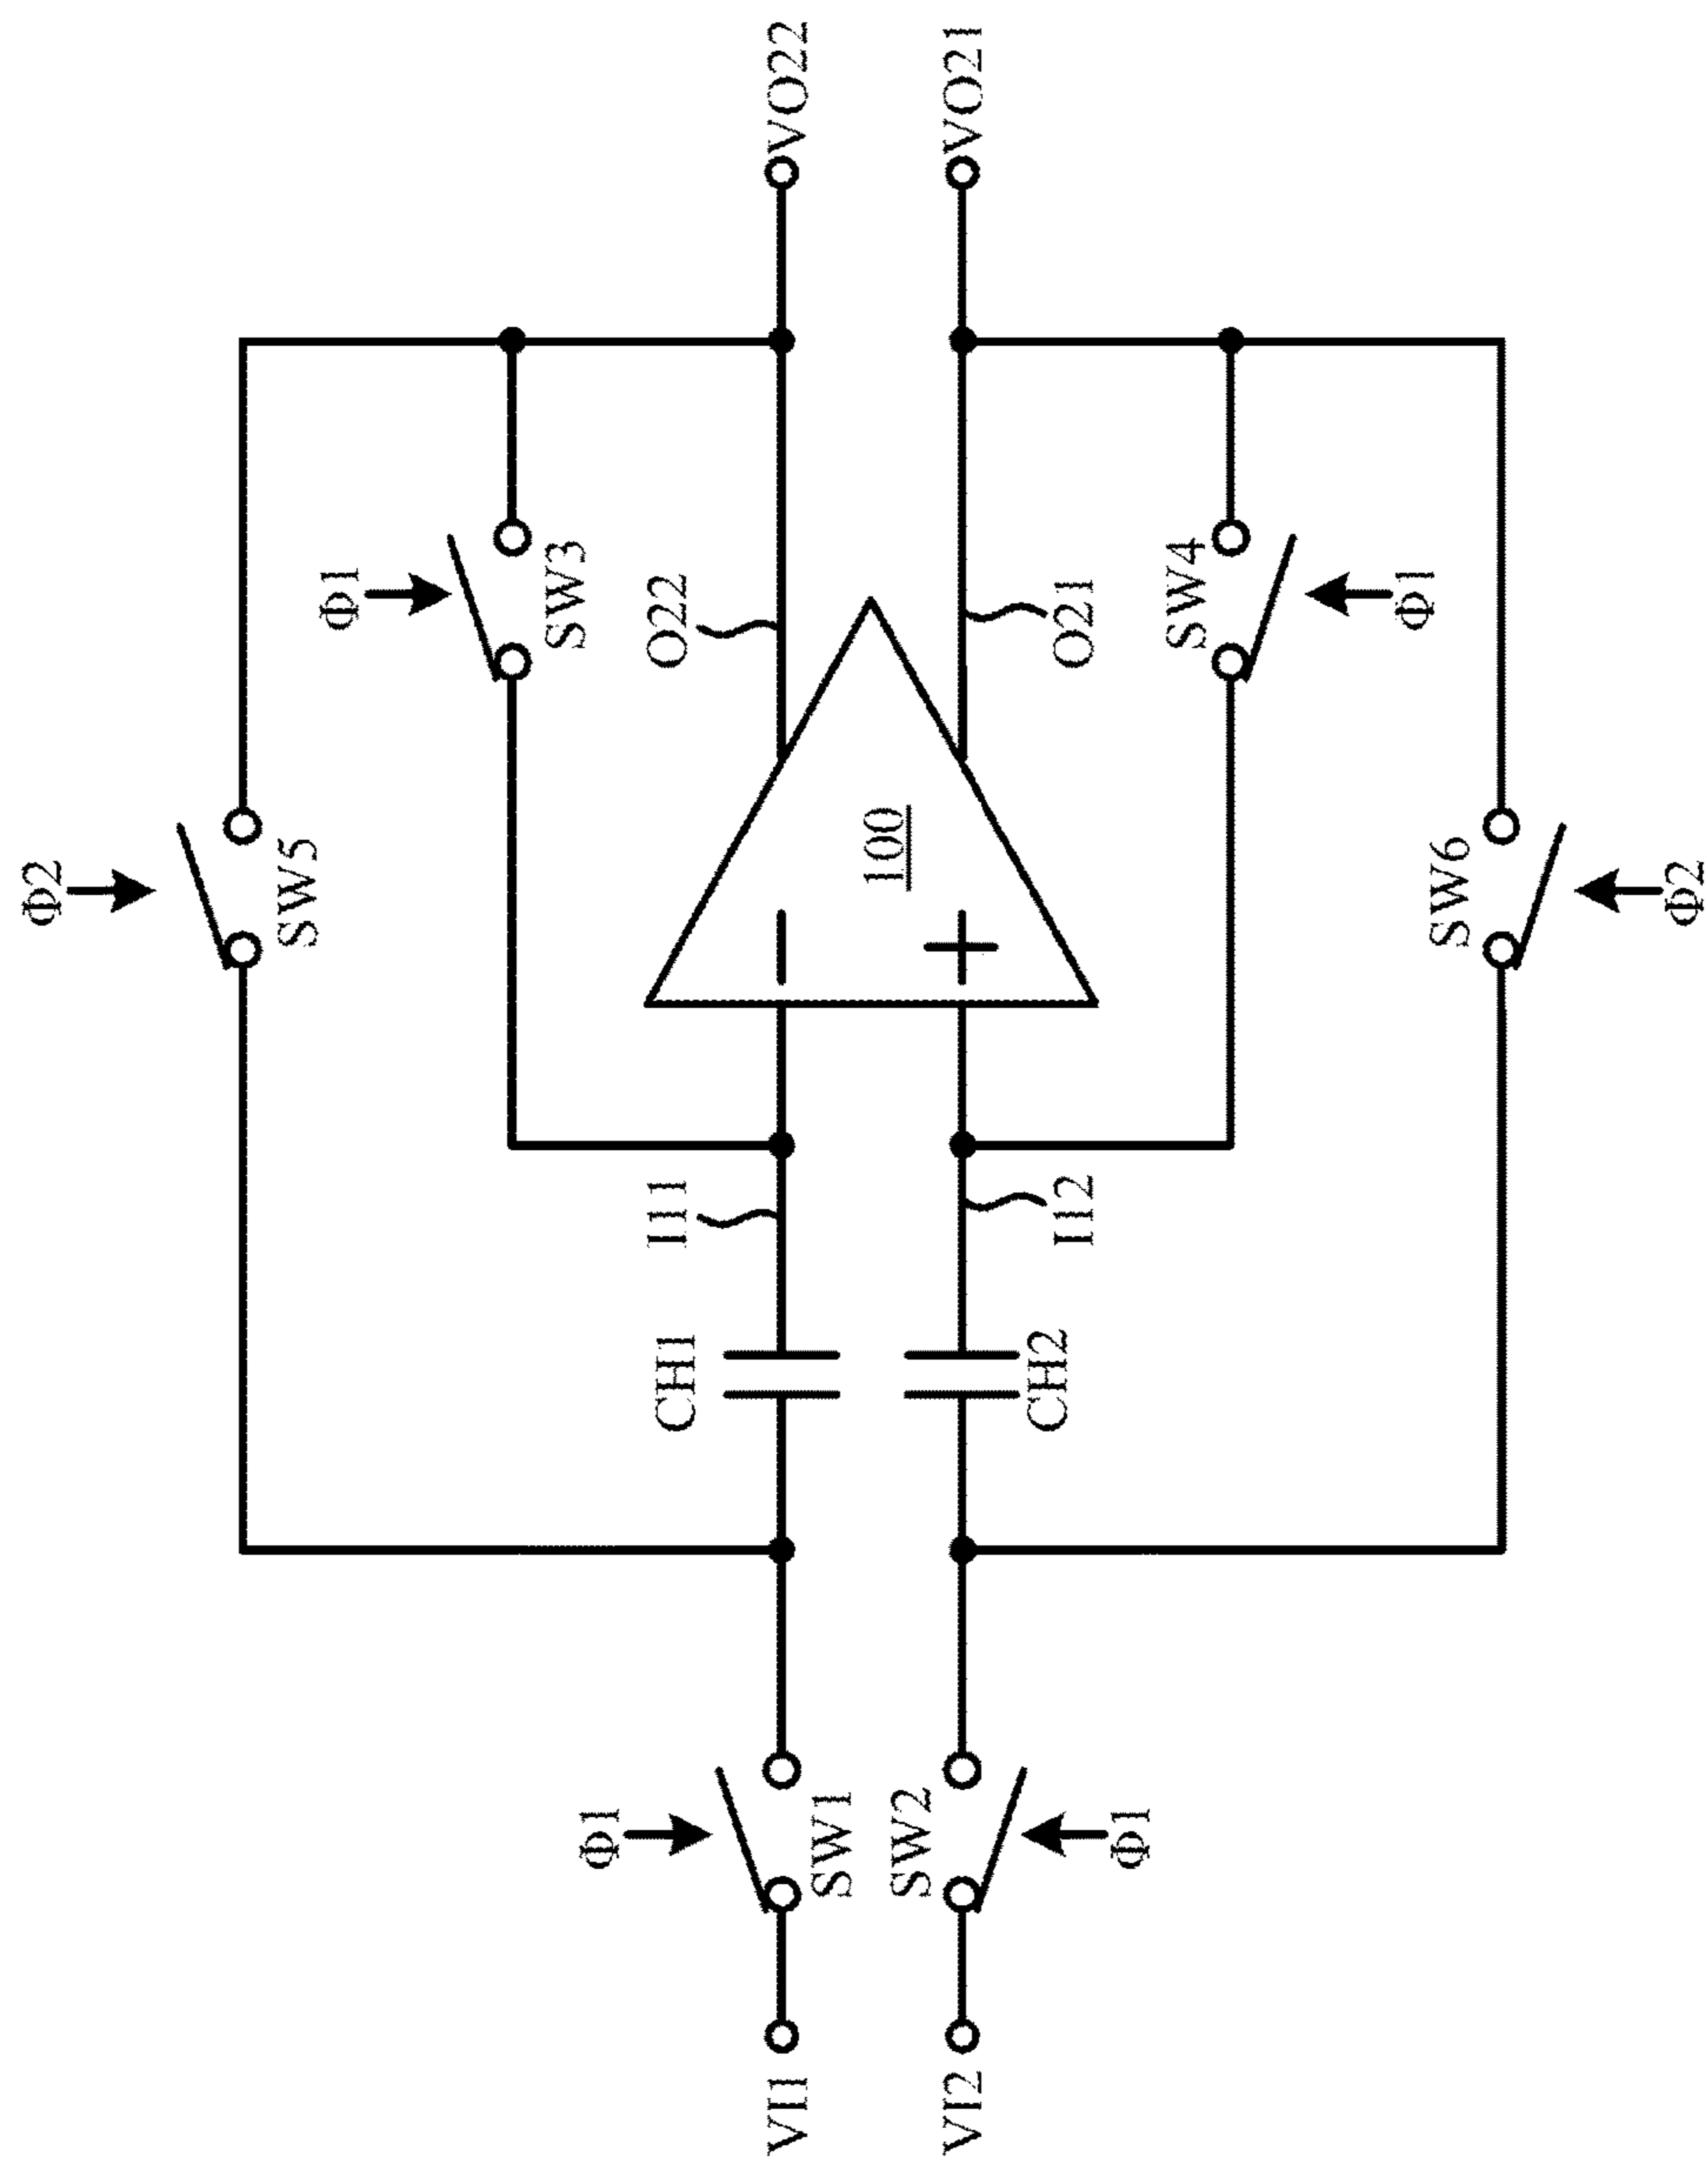 Φ2
SW5
Φ1
SW3
Φ1
SW1
CH1
I11
O22
VI1
VO22
100
VI2
VO21
SW2
Φ1
CH2
I12
O21
SW4
Φ1
SW6
Φ2